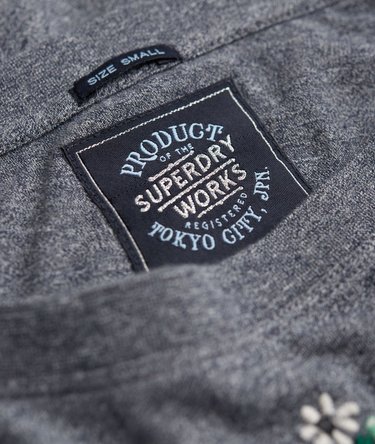 SIZE SMALL
PRODUCT
OF THE
SUPERDRY
WORKS
REGISTERED
TOKYO CITY, JPN.